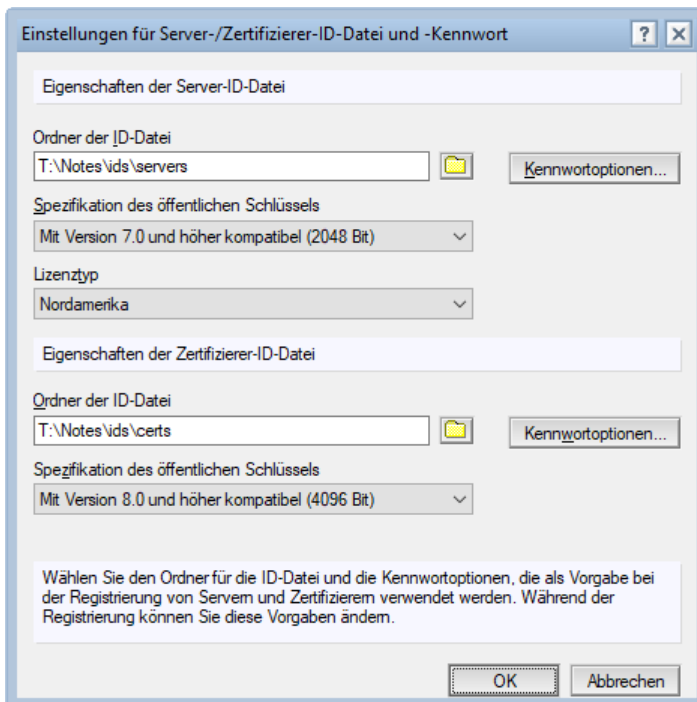 Einstellungen für Server-/Zertifizierer-ID-Datei und -Kennwort
Eigenschaften der Server-ID-Datei
Ordner der ID-Datei
T:\Notes\ids\servers
Kennwortoptionen...
Spezifikation des öffentlichen Schlüssels
Mit Version 7.0 und höher kompatibel (2048 Bit)
Lizenztyp
Nordamerika
Eigenschaften der Zertifizierer-ID-Datei
Ordner der ID-Datei
T:\Notes\ids\certs
Kennwortoptionen...
Spezifikation des öffentlichen Schlüssels
Mit Version 8.0 und höher kompatibel (4096 Bit)
Wählen Sie den Ordner für die ID-Datei und die Kennwortoptionen, die als Vorgabe bei
der Registrierung von Servern und Zertifizierern verwendet werden. Während der
Registrierung können Sie diese Vorgaben ändern.
OK
Abbrechen